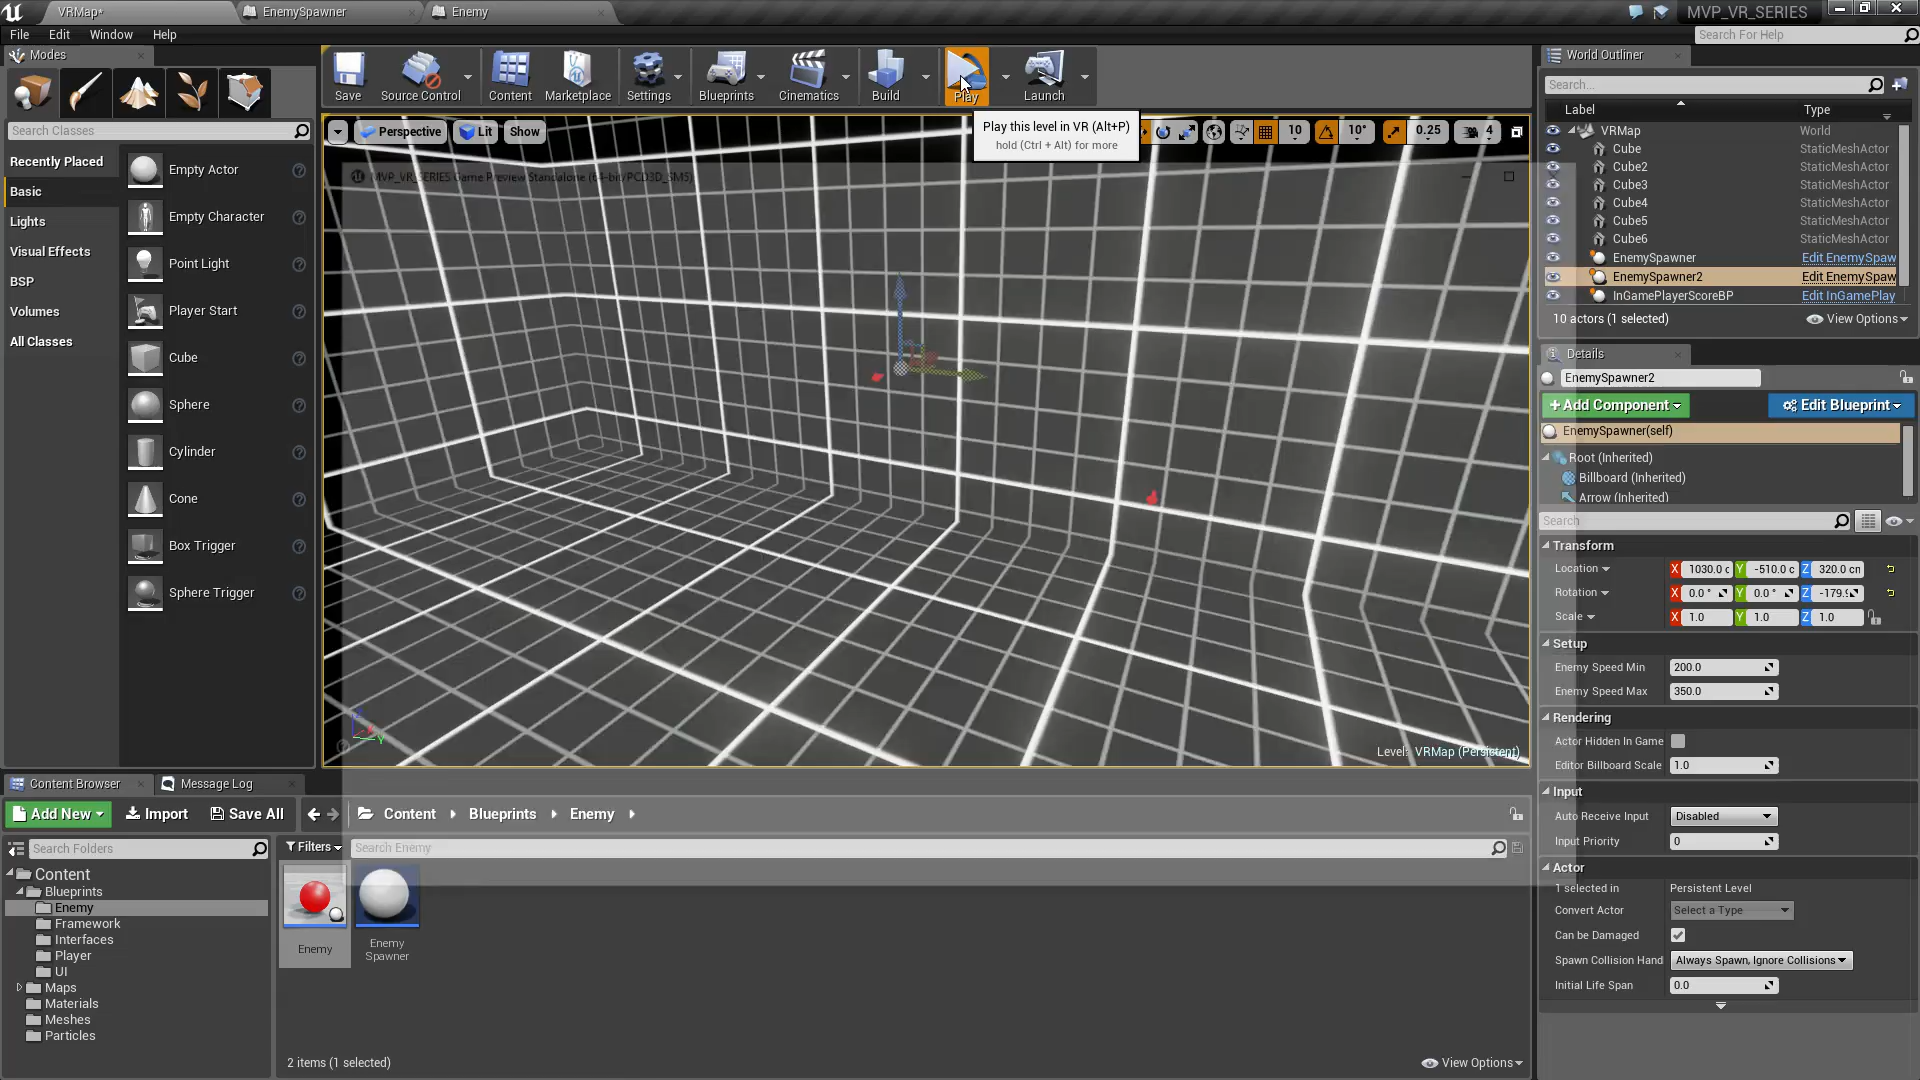 VRMap*
EnemySpawner
Enemy
MVP_VR_SERIES
File Edit Window Help
Search For Help
Modes
Save
Source Control
Content
Marketplace
Settings
Blueprints
Cinematics
Build
Play
Launch
World Outliner
Search...
Label Type
Search Classes
Perspective Lit Show
10 10° 0.25 4
Play this level in VR (Alt+P)
hold (Ctrl + Alt) for more
MVP_VR_SERIES Game Preview Standalone (64-bit/PCD3D_SM5)
Recently Placed
Basic
Lights
Visual Effects
BSP
Volumes
All Classes
Empty Actor
Empty Character
Point Light
Player Start
Cube
Sphere
Cylinder
Cone
Box Trigger
Sphere Trigger
VRMap World
Cube StaticMeshActor
Cube2 StaticMeshActor
Cube3 StaticMeshActor
Cube4 StaticMeshActor
Cube5 StaticMeshActor
Cube6 StaticMeshActor
EnemySpawner Edit EnemySpaw
EnemySpawner2 Edit EnemySpaw
InGamePlayerScoreBP Edit InGamePlay
10 actors (1 selected) View Options
Details
EnemySpawner2
+Add Component Edit Blueprint
EnemySpawner(self)
Root (Inherited)
Billboard (Inherited)
Arrow (Inherited)
Search
Transform
Location X 1030.0 c Y -510.0 c Z 320.0 cm
Rotation X 0.0 ° Y 0.0 ° Z -179.9
Scale X 1.0 Y 1.0 Z 1.0
Setup
Enemy Speed Min 200.0
Enemy Speed Max 350.0
Rendering
Actor Hidden In Game
Editor Billboard Scale 1.0
Input
Auto Receive Input Disabled
Input Priority 0
Actor
1 selected in Persistent Level
Convert Actor Select a Type
Can be Damaged
Spawn Collision Hand Always Spawn, Ignore Collisions
Initial Life Span 0.0
Y
Level: VRMap (Persistent)
Content Browser
Message Log
Add New Import Save All
Content Blueprints Enemy
Search Folders
Filters
Search Enemy
Content
Blueprints
Enemy
Framework
Interfaces
Player
UI
Maps
Materials
Meshes
Particles
Enemy
Enemy
Spawner
2 items (1 selected)
View Options